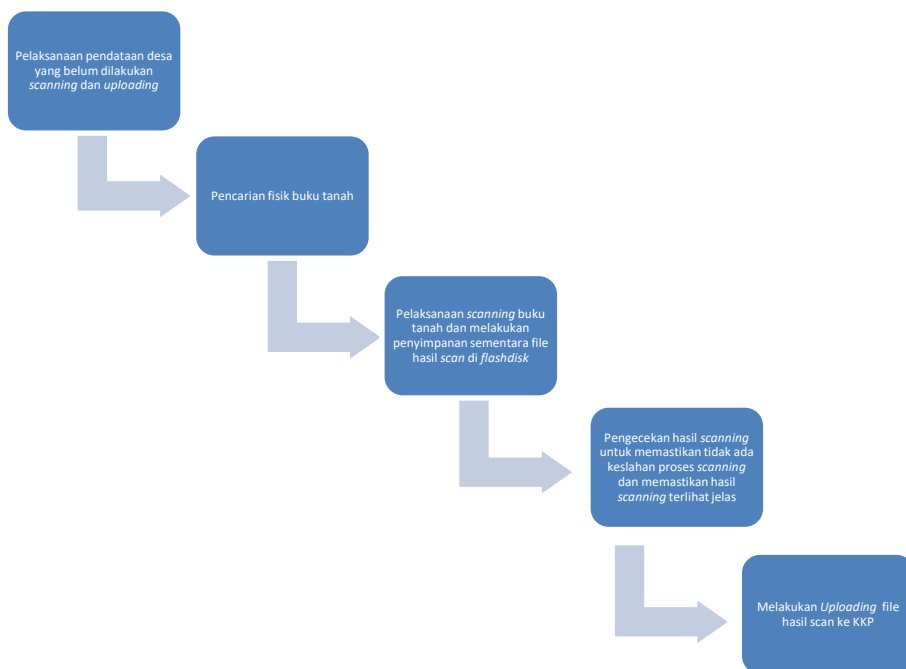 Pelaksanaan pendataan desa
yang belum dilakukan
scanning dan uploading
Pencarian fisik buku tanah
Pelaksanaan scanning buku
tanah dan melakukan
penyimpanan sementara file
hasil scan di flashdisk
Pengecekan hasil scanning
untuk memastikan tidak ada
keslahan proses scanning
dan memastikan hasil
scanning terlihat jelas
Melakukan Uploading file
hasil scan ke KKP